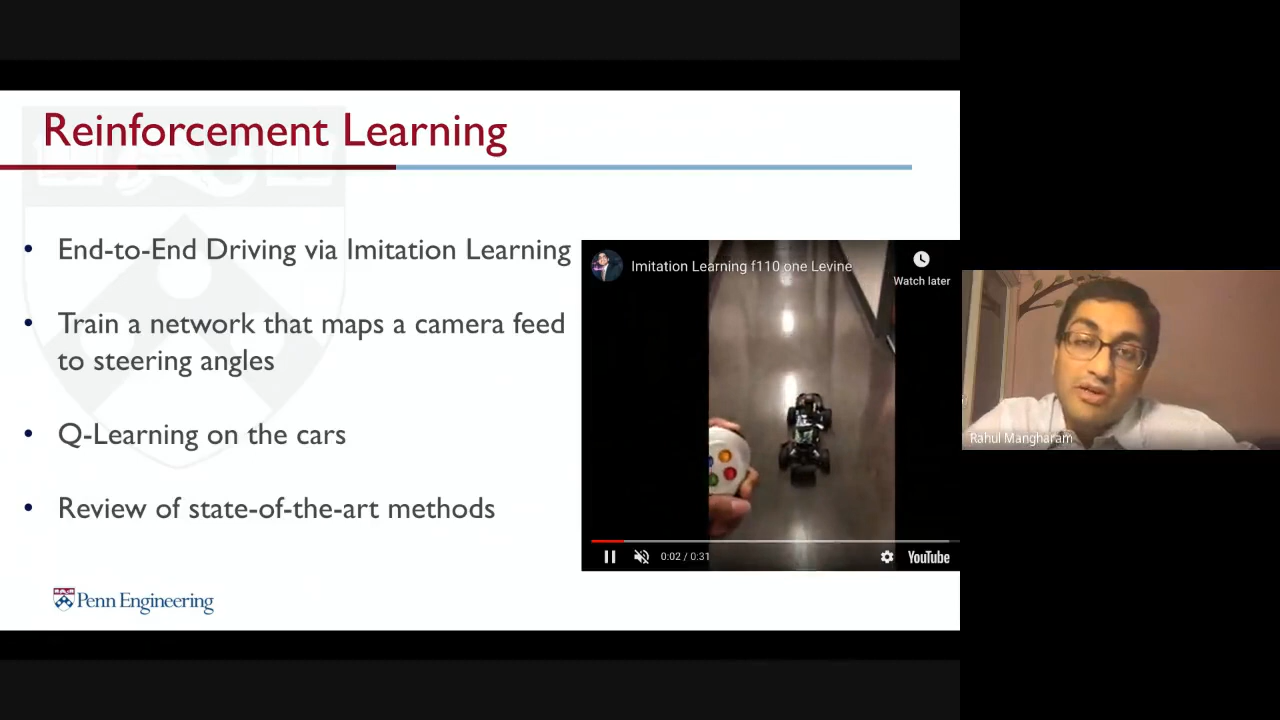 Reinforcement Learning
• End-to-End Driving via Imitation Learning
• Train a network that maps a camera feed
to steering angles
• Q-Learning on the cars
• Review of state-of-the-art methods
Penn Engineering
Imitation Learning f110 one Levine
Watch later
0:02 / 0:31
YouTube
Rahul Mangharam